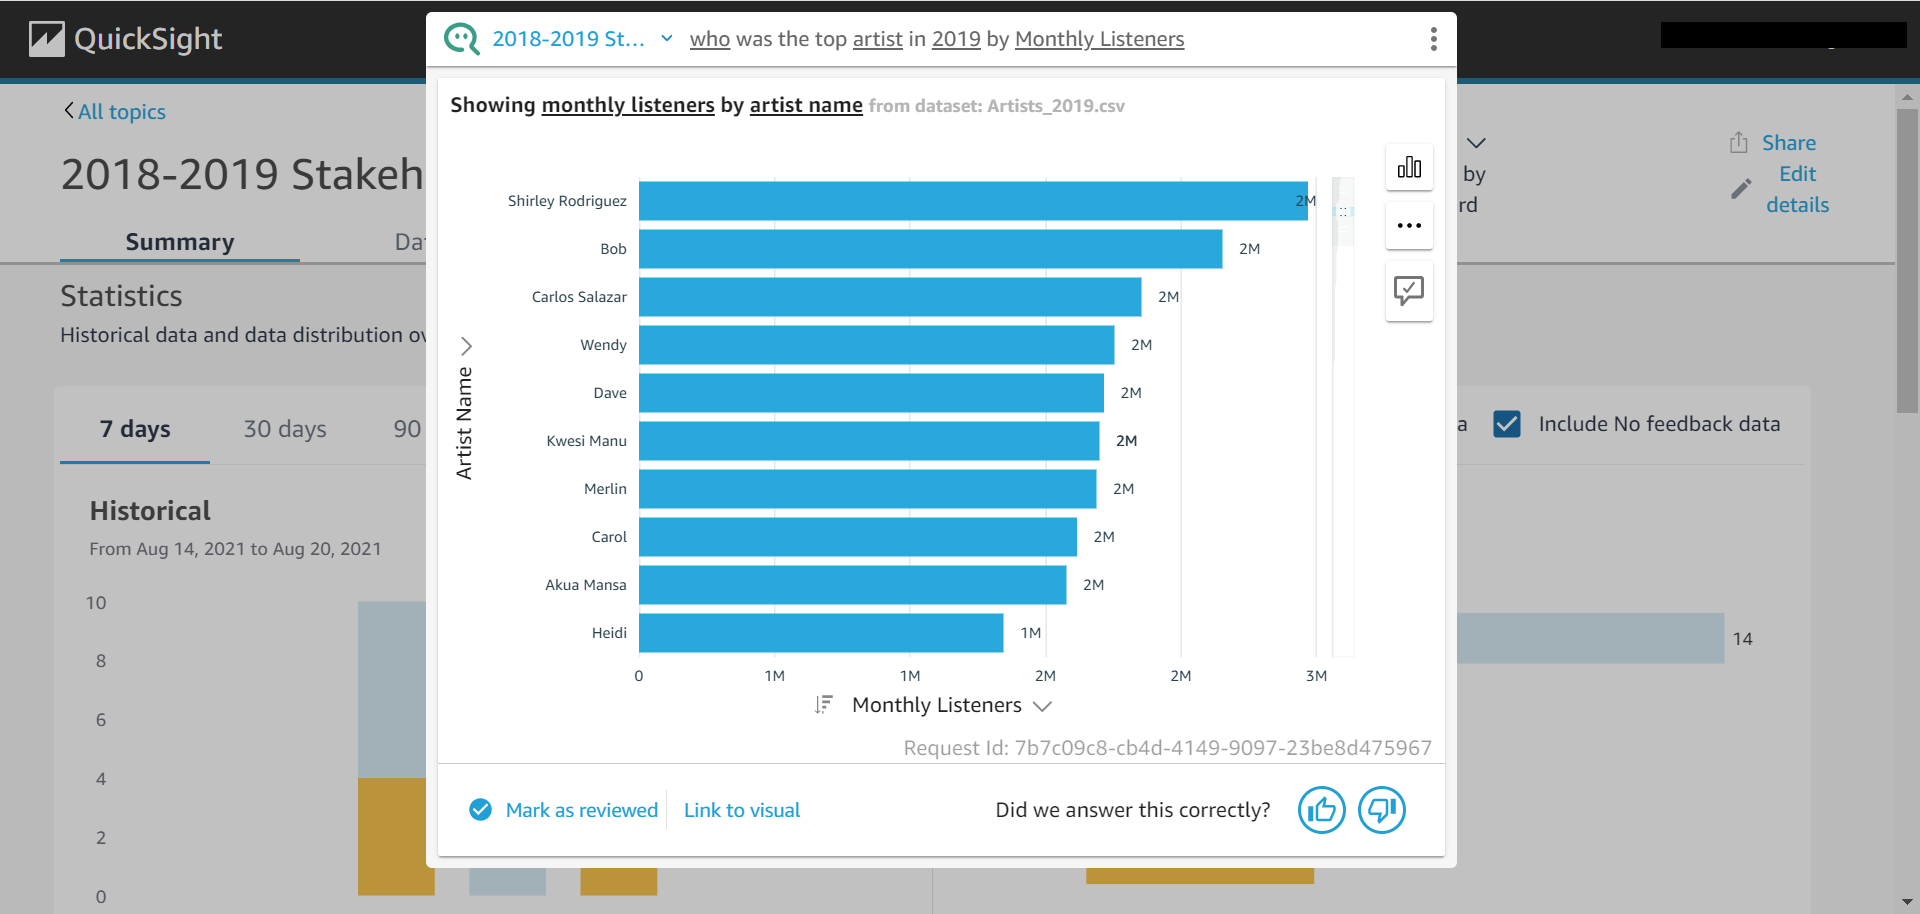 QuickSight
2018-2019 St...
who was the top artist in 2019 by Monthly Listeners
Showing monthly listeners by artist name from dataset: Artists_2019.csv
All topics
2018-2019 Stakeh
Summary
Da
Statistics
Historical data and data distribution ov
7 days
30 days
90
Historical
From Aug 14, 2021 to Aug 20, 2021
10
8
6
4
2
0
Artist Name
Shirley Rodriguez 2M
Bob 2M
Carlos Salazar 2M
Wendy 2M
Dave 2M
Kwesi Manu 2M
Merlin 2M
Carol 2M
Akua Mansa 2M
Heidi 1M
0 1M 1M 2M 2M 3M
Monthly Listeners
Request Id: 7b7c09c8-cb4d-4149-9097-23be8d475967
Mark as reviewed
Link to visual
Did we answer this correctly?
by
rd
Share
Edit
details
a
Include No feedback data
14